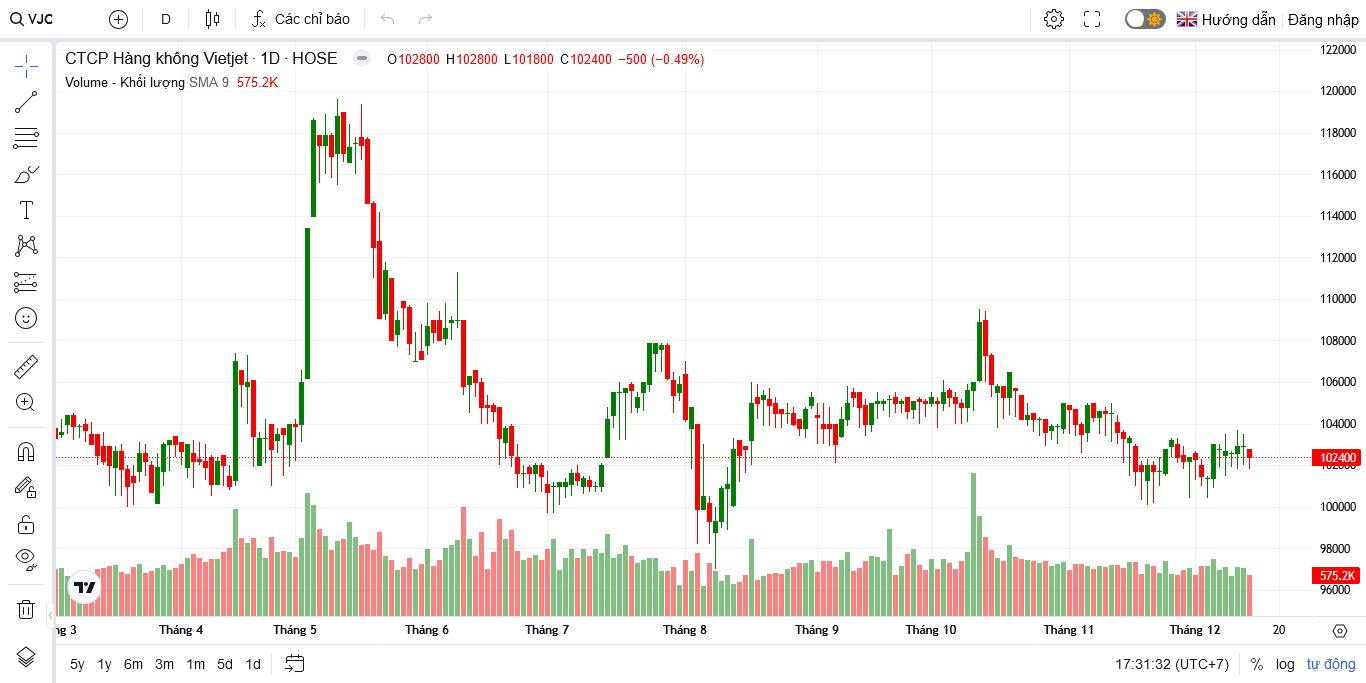 VJC
D
Các chỉ báo
Hướng dẫn
Đăng nhập
CTCP Hàng không Vietjet · 1D · HOSE
O102800 H102800 L101800 C102400 −500 (−0.49%)
Volume - Khối lượng SMA 9 575.2K
122000
120000
118000
116000
114000
112000
110000
108000
106000
104000
102400
102000
100000
98000
575.2K
96000
ng 3
Tháng 4
Tháng 5
Tháng 6
Tháng 7
Tháng 8
Tháng 9
Tháng 10
Tháng 11
Tháng 12
20
5y 1y 6m 3m 1m 5d 1d
17:31:32 (UTC+7)
% log tự động